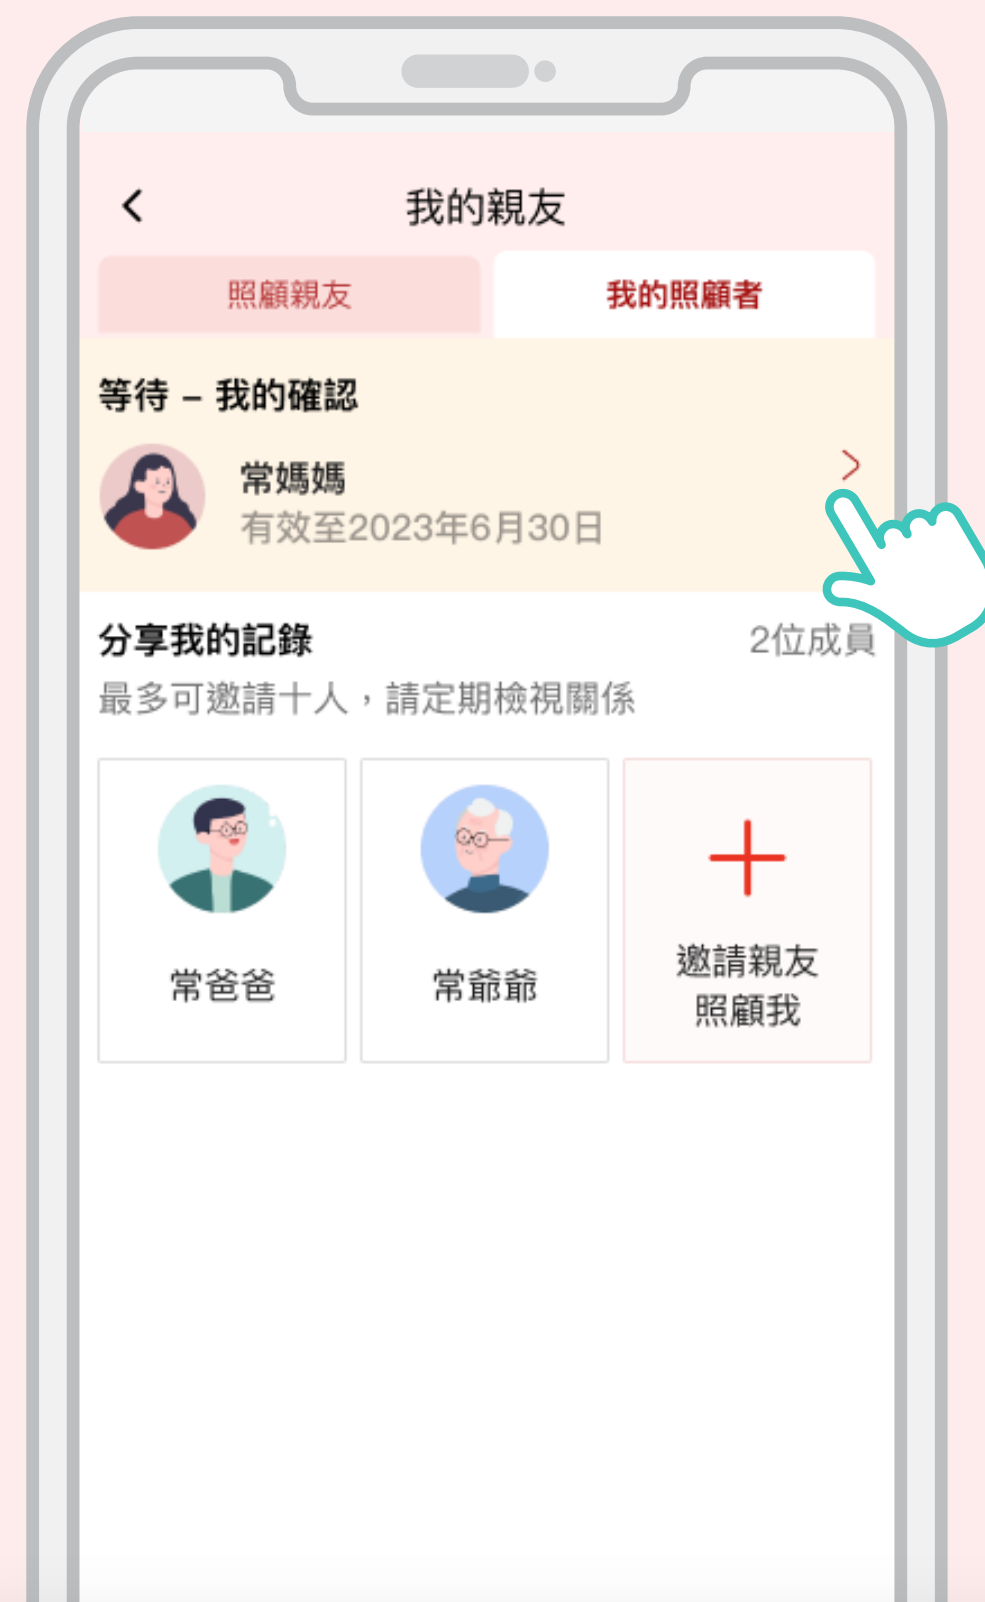 我的親友
照顧親友
我的照顧者
等待 – 我的確認
常媽媽
有效至2023年6月30日
分享我的記錄
2位成員
最多可邀請十人，請定期檢視關係
常爸爸
常爺爺
邀請親友
照顧我